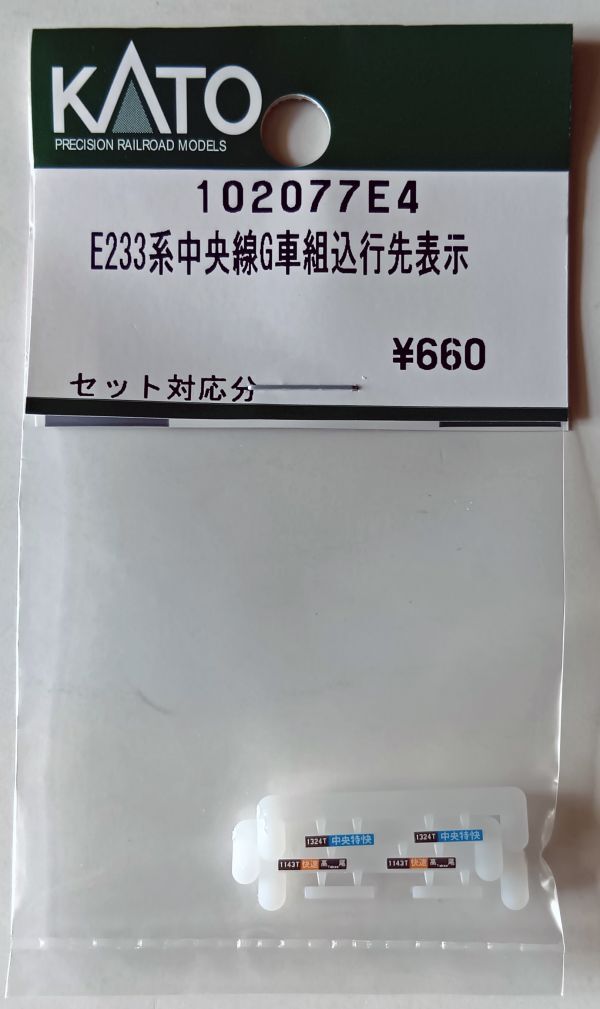 KATO
PRECISION RAILROAD MODELS
102077E4
E233系中央線G車組込行先表示
¥660
セット対応分
1324T 中央特快 1324T 中央特快
1143T 快速 高尾 1143T 快速 高尾